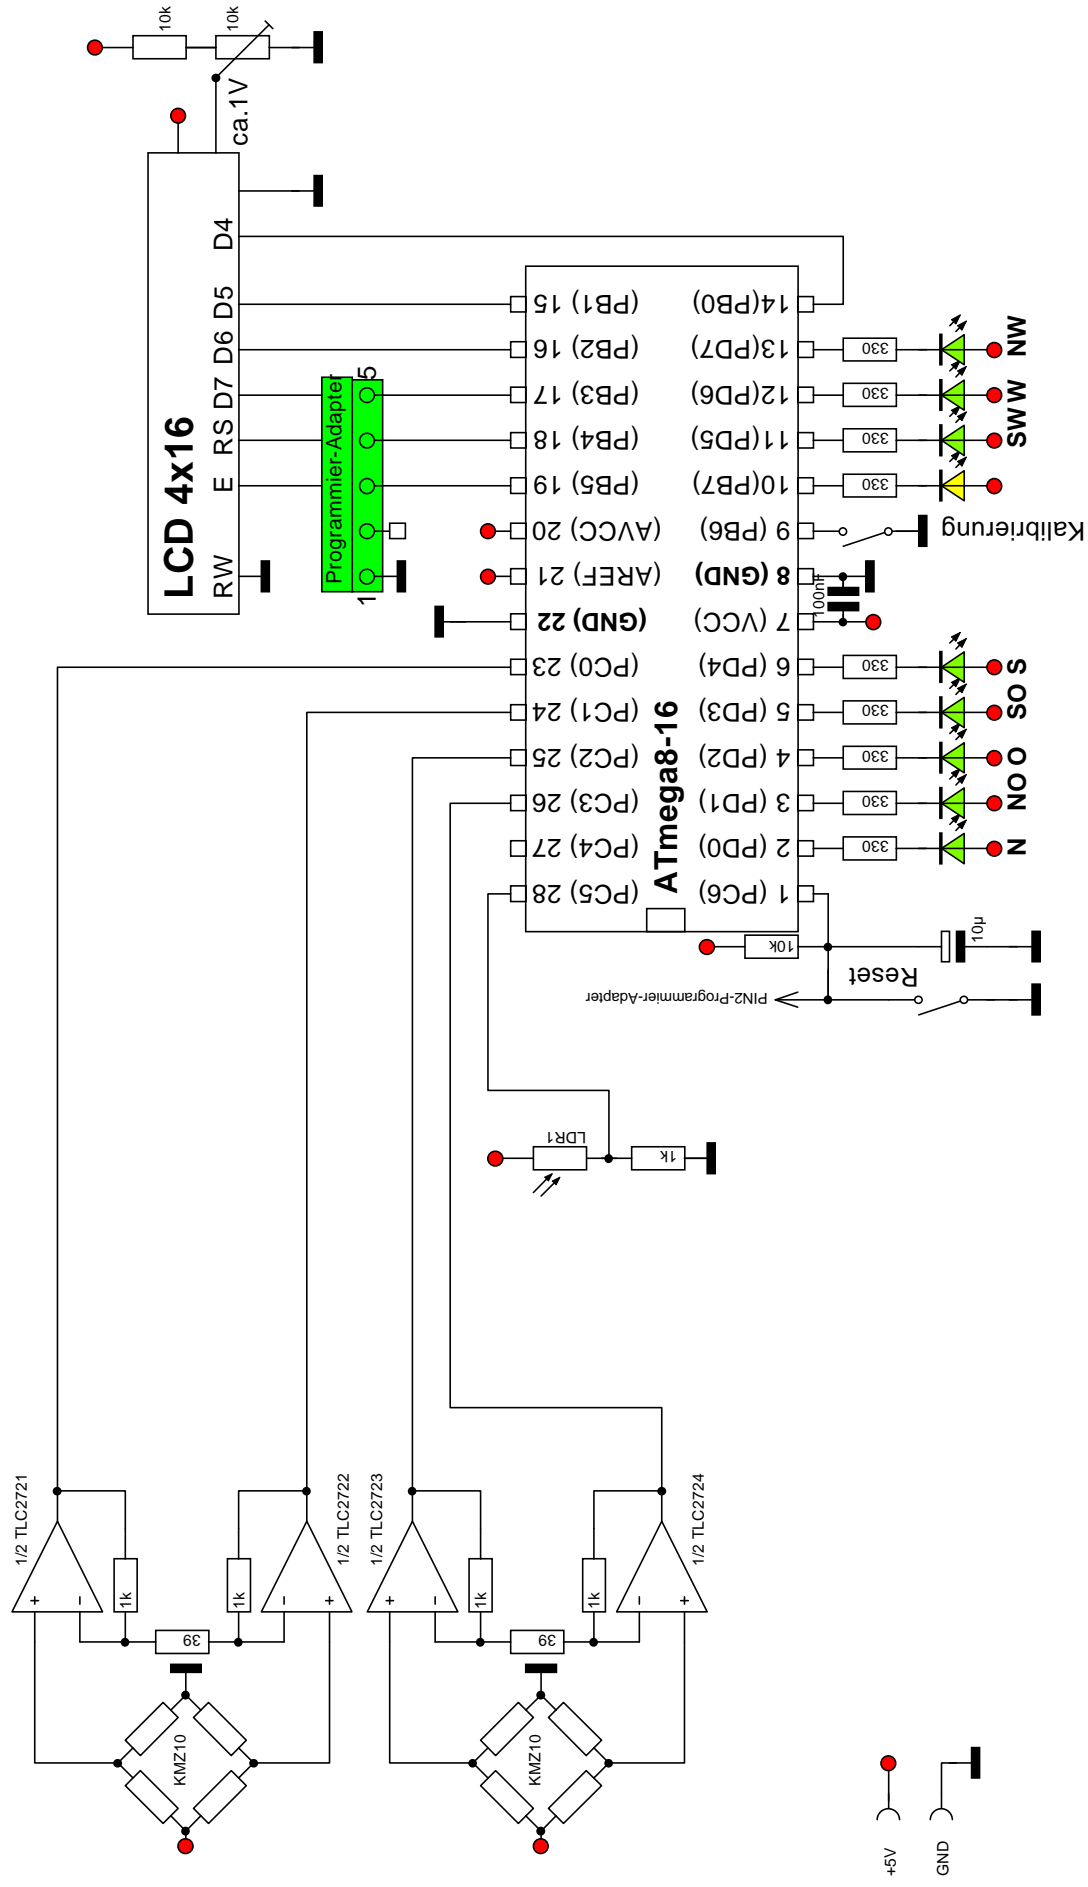 10k
10k
ca.1V
LCD 4x16
D4
D5
D6
D7
RS
E
RW
Programmier-Adapter
5
1
15 (PB1)
16 (PB2)
17 (PB3)
18 (PB4)
19 (PB5)
20 (AVCC)
21 (AREF)
22 (GND)
23 (PC0)
24 (PC1)
25 (PC2)
26 (PC3)
27 (PC4)
28 (PC5)
14 (PB0)
13 (PD7)
12 (PD6)
11 (PD5)
10 (PB7)
9 (PB6)
8 (GND)
7 (VCC)
6 (PD4)
5 (PD3)
4 (PD2)
3 (PD1)
2 (PD0)
1 (PC6)
ATmega8-16
330
330
330
330
330
330
330
330
330
NW
W
SW
Kalibrierung
100nF
S
SO
O
NO
N
10k
10µ
Reset
PIN2-Programmier-Adapter
LDR1
1k
1/2 TLC2721
1/2 TLC2722
1/2 TLC2723
1/2 TLC2724
+
-
-
+
+
-
-
+
1k
1k
1k
1k
39
39
KMZ10
KMZ10
+5V
GND